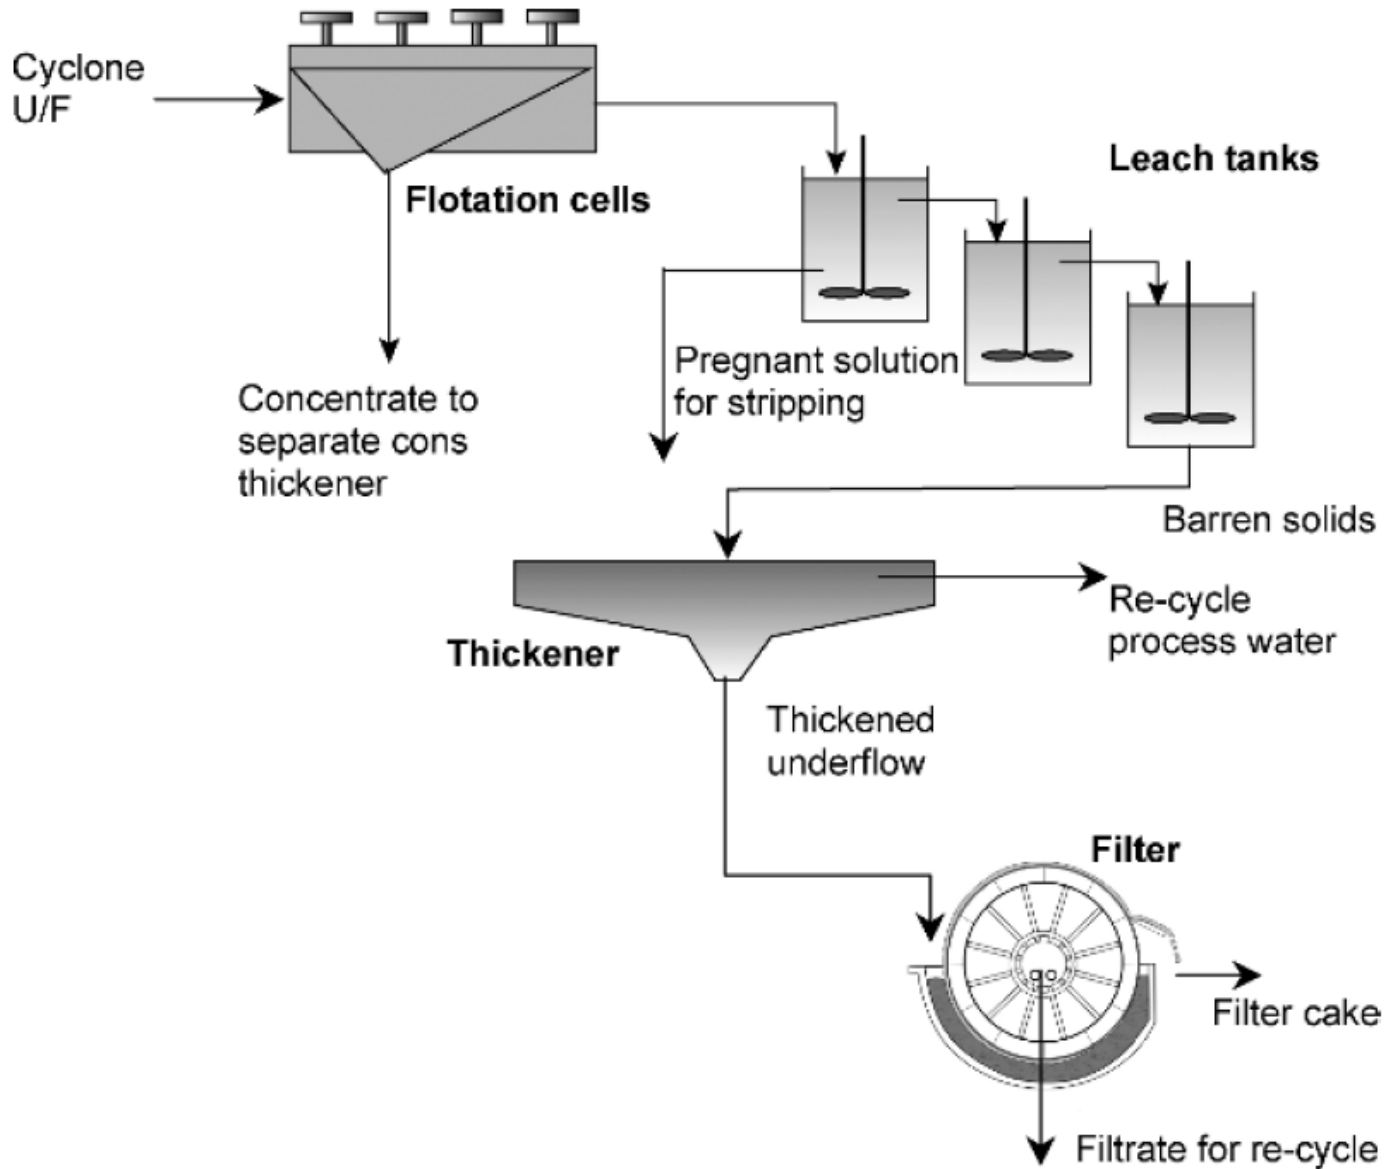 Cyclone
U/F
Flotation cells
Leach tanks
Pregnant solution
for stripping
Concentrate to
separate cons
thickener
Barren solids
Re-cycle
process water
Thickener
Thickened
underflow
Filter
Filter cake
Filtrate for re-cycle